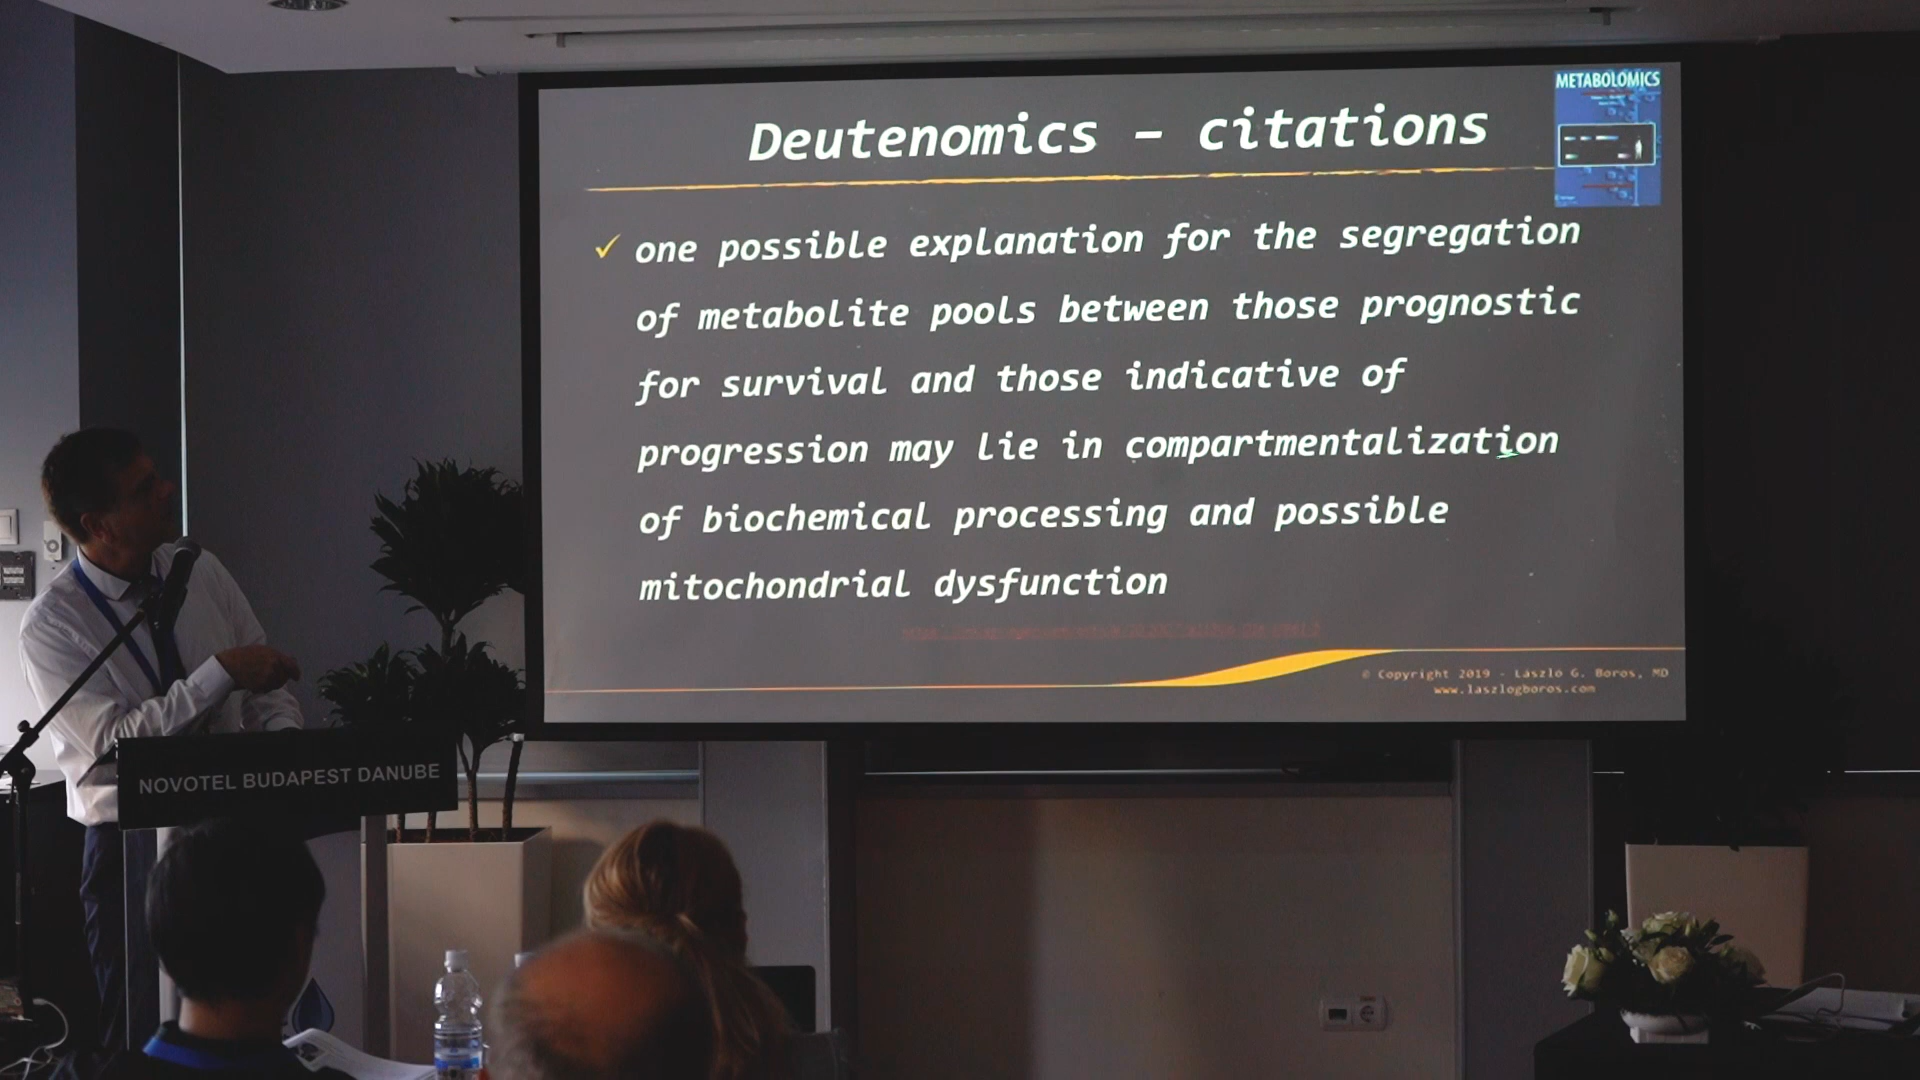 METABOLOMICS
Deutenomics – citations
✓ one possible explanation for the segregation
of metabolite pools between those prognostic
for survival and those indicative of
progression may lie in compartmentalization
of biochemical processing and possible
mitochondrial dysfunction
© Copyright 2019 - László G. Boros, MD
www.laszlogboros.com
NOVOTEL BUDAPEST DANUBE